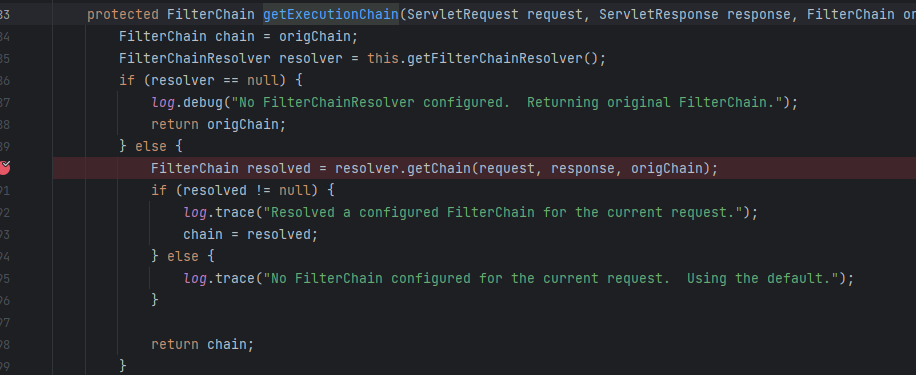 83 protected FilterChain getExecutionChain(ServletRequest request, ServletResponse response, FilterChain or
84 FilterChain chain = origChain;
85 FilterChainResolver resolver = this.getFilterChainResolver();
86 if (resolver == null) {
87 log.debug("No FilterChainResolver configured.  Returning original FilterChain.");
88 return origChain;
89 } else {
FilterChain resolved = resolver.getChain(request, response, origChain);
91 if (resolved != null) {
92 log.trace("Resolved a configured FilterChain for the current request.");
93 chain = resolved;
94 } else {
95 log.trace("No FilterChain configured for the current request.  Using the default.");
96 }
97
98 return chain;
99 }